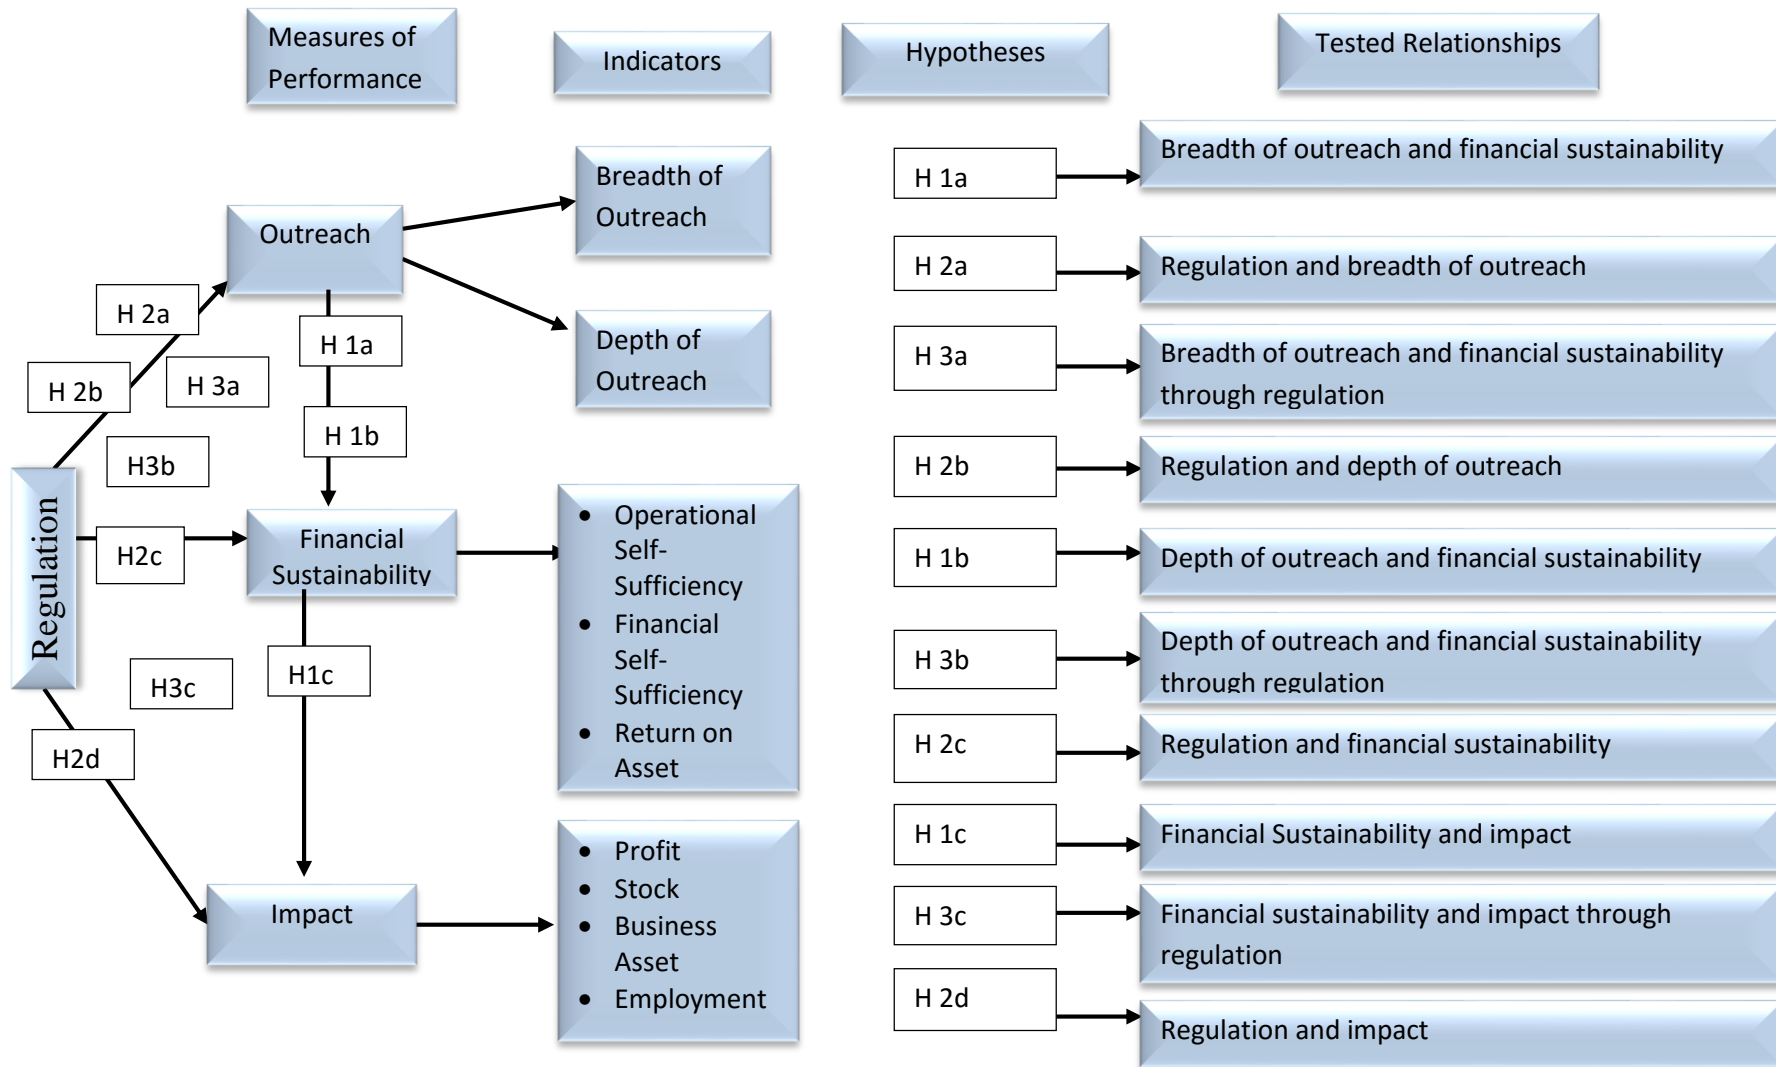 Measures of
Performance
Indicators
Hypotheses
Tested Relationships
Outreach
Breadth of
Outreach
Depth of
Outreach
H 2a
H 1a
H 2b
H 3a
H 1b
H3b
Regulation
H2c
Financial
Sustainability
• Operational
Self-
Sufficiency
• Financial
Self-
Sufficiency
• Return on
Asset
H3c
H1c
H2d
Impact
• Profit
• Stock
• Business
Asset
• Employment
H 1a
Breadth of outreach and financial sustainability
H 2a
Regulation and breadth of outreach
H 3a
Breadth of outreach and financial sustainability
through regulation
H 2b
Regulation and depth of outreach
H 1b
Depth of outreach and financial sustainability
H 3b
Depth of outreach and financial sustainability
through regulation
H 2c
Regulation and financial sustainability
H 1c
Financial Sustainability and impact
H 3c
Financial sustainability and impact through
regulation
H 2d
Regulation and impact